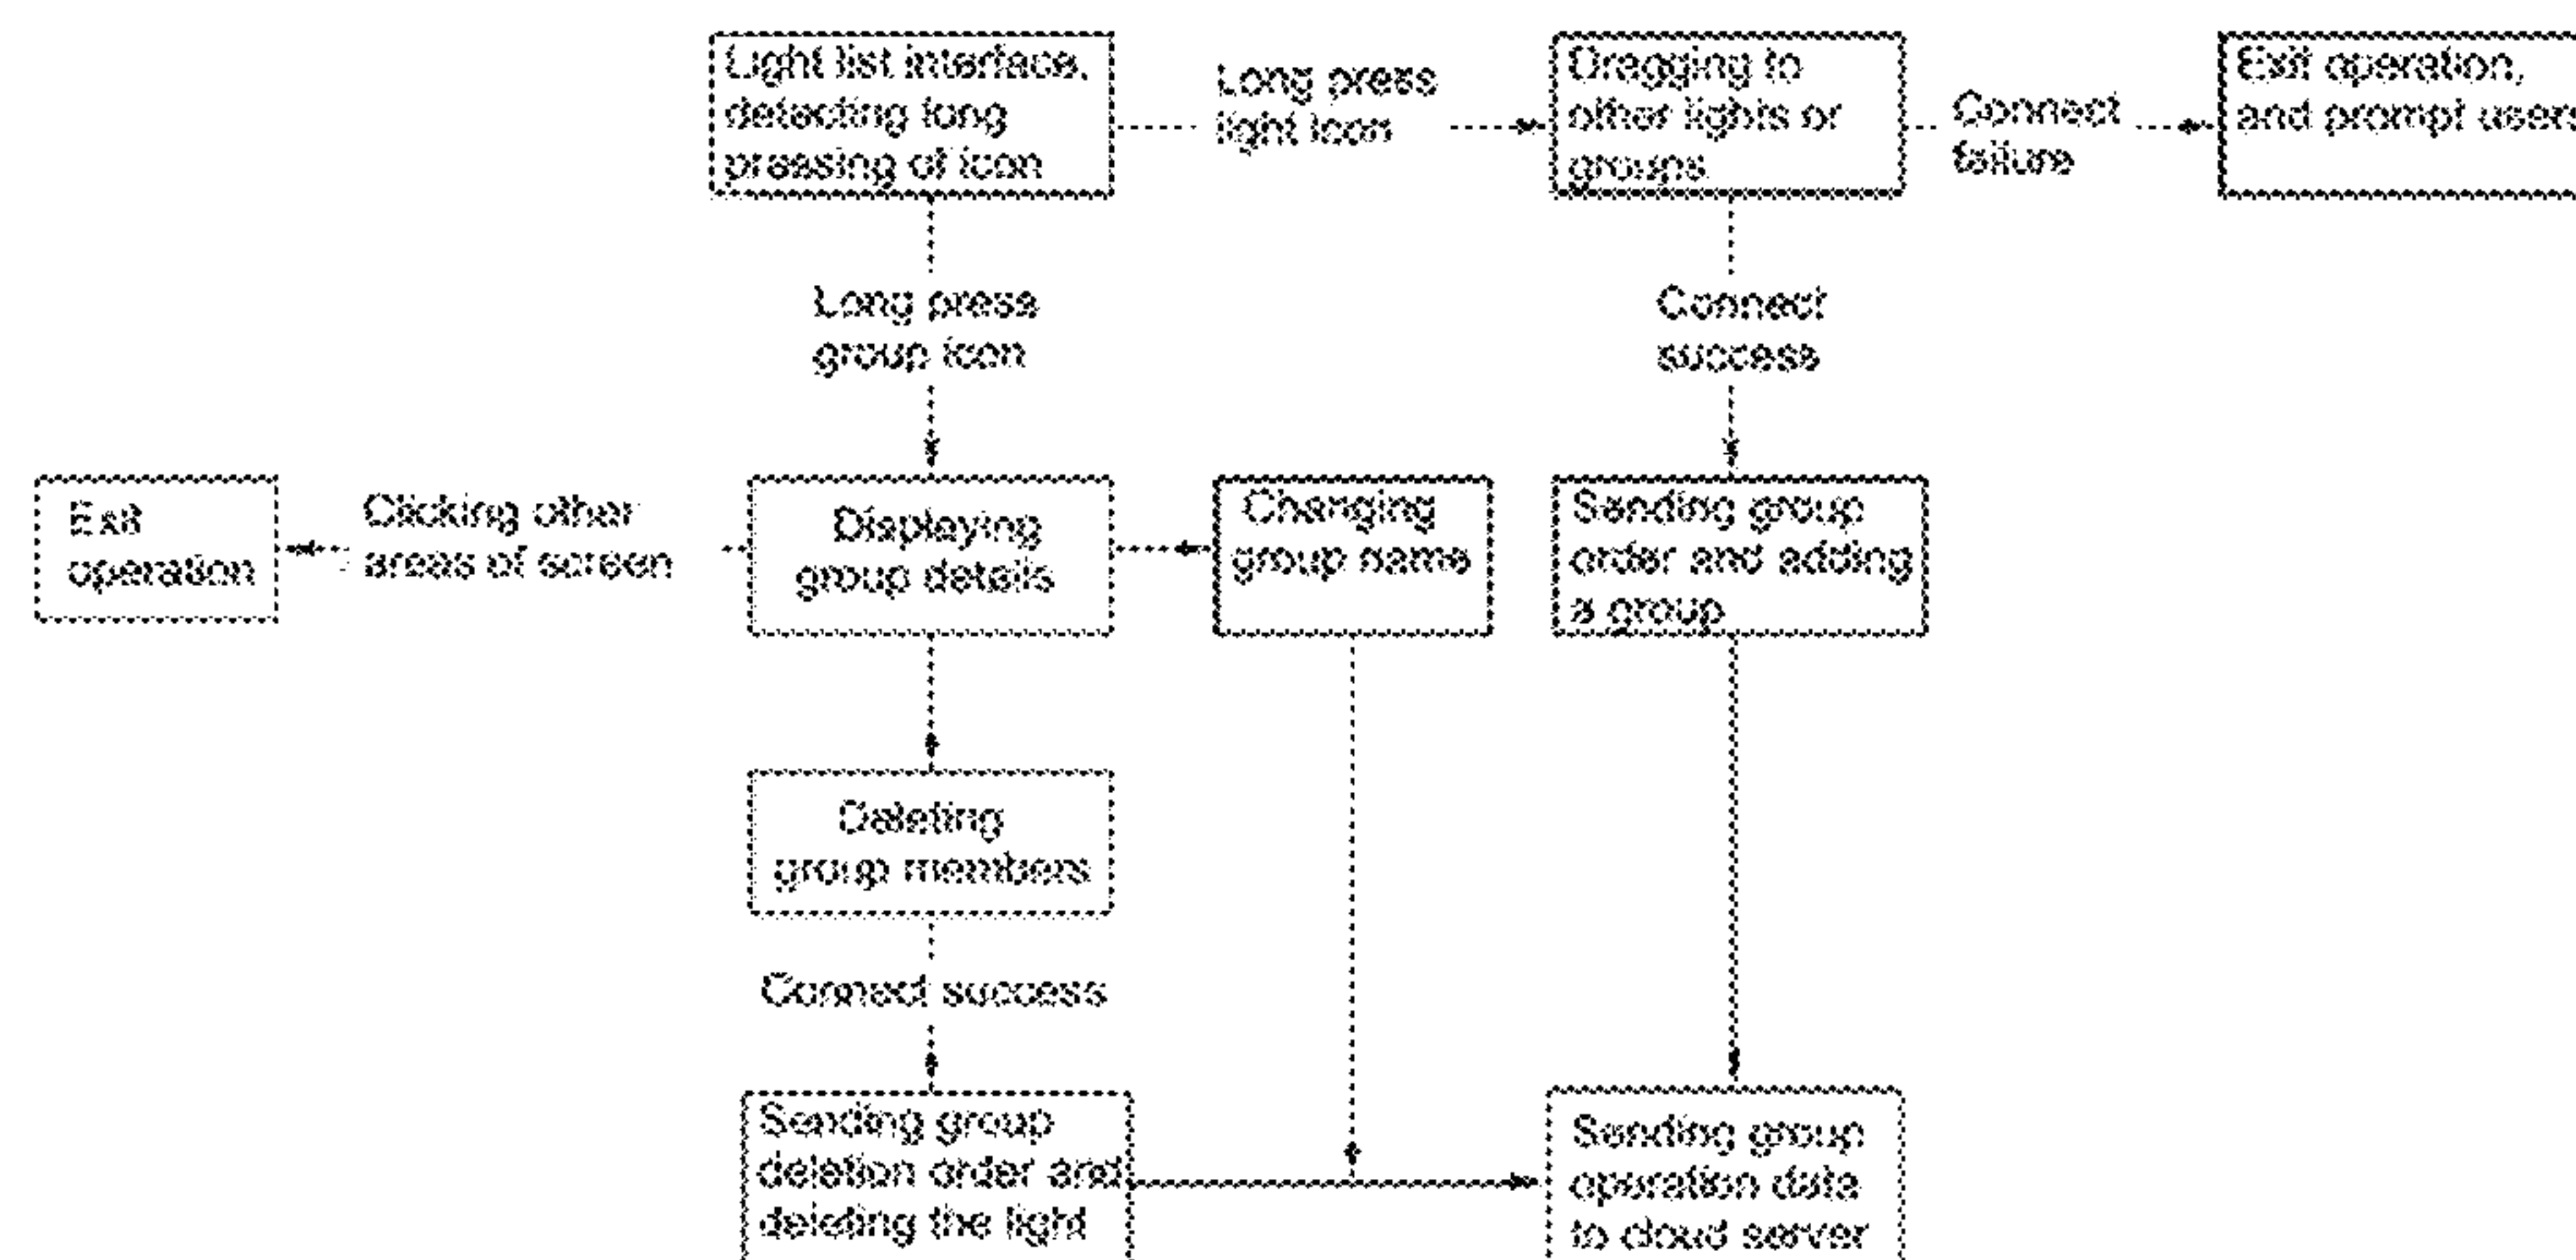 Light list interface,
detecting long
pressing of icon
Long press
light icon
Dragging to
other lights or
groups
Connect
failure
Exit operation,
and prompt users
Long press
group icon
Connect
success
Exit
operation
Clicking other
areas of screen
Displaying
group details
Changing
group name
Sending group
order and adding
a group
Deleting
group members
Connect success
Sending group
deletion order and
deleting the light
Sending group
operation data
to cloud server